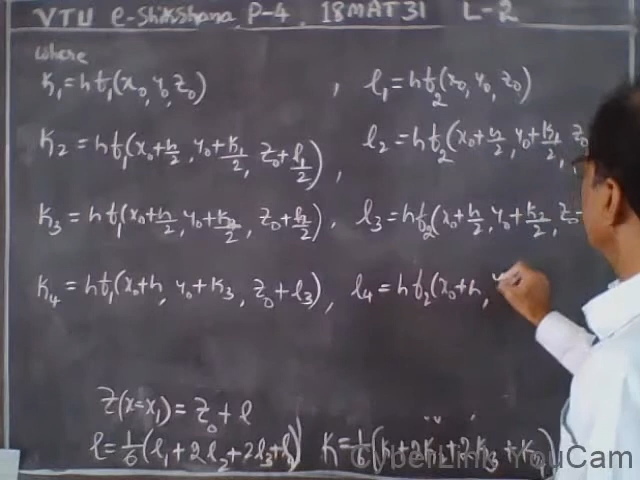 VTU e-Shikshana P-4 18MAT31 L-2
where
K₁ = hf₁(x₀, y₀, z₀) , l₁ = hf₂(x₀, y₀, z₀)
K₂ = hf₁(x₀+h/2, y₀+K₁/2, z₀+l₁/2), l₂ = hf₂(x₀+h/2, y₀+K₁/2, z₀
K₃ = hf₁(x₀+h/2, y₀+K₂/2, z₀+l₂/2), l₃ = hf₂(x₀+h/2, y₀+K₂/2, z₀
K₄ = hf₁(x₀+h, y₀+K₃, z₀+l₃), l₄ = hf₂(x₀+h, y
z(x=x₁) = z₀ + l
l = 1/6(l₁+2l₂+2l₃+l₄) K = 1/6(K₁+2K₂+2K₃+K₄)
CyberLink YouCam